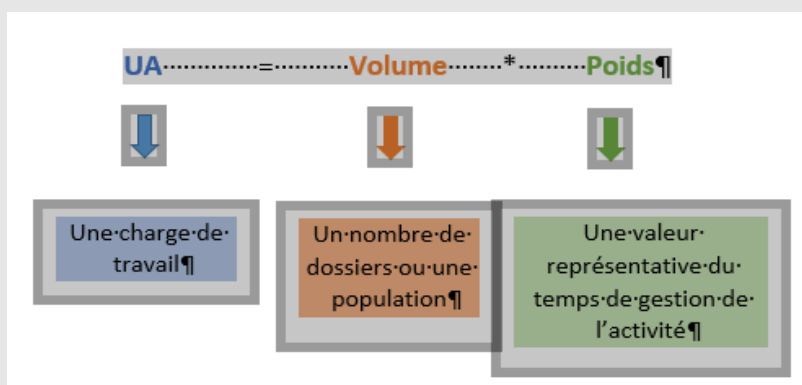 UA·············=···········Volume········*··········Poids¶
Une·charge·de·
travail¶
Un·nombre·de·
dossiers·ou·une·
population¶
Une·valeur·
représentative·du·
temps·de·gestion·de·
l’activité¶